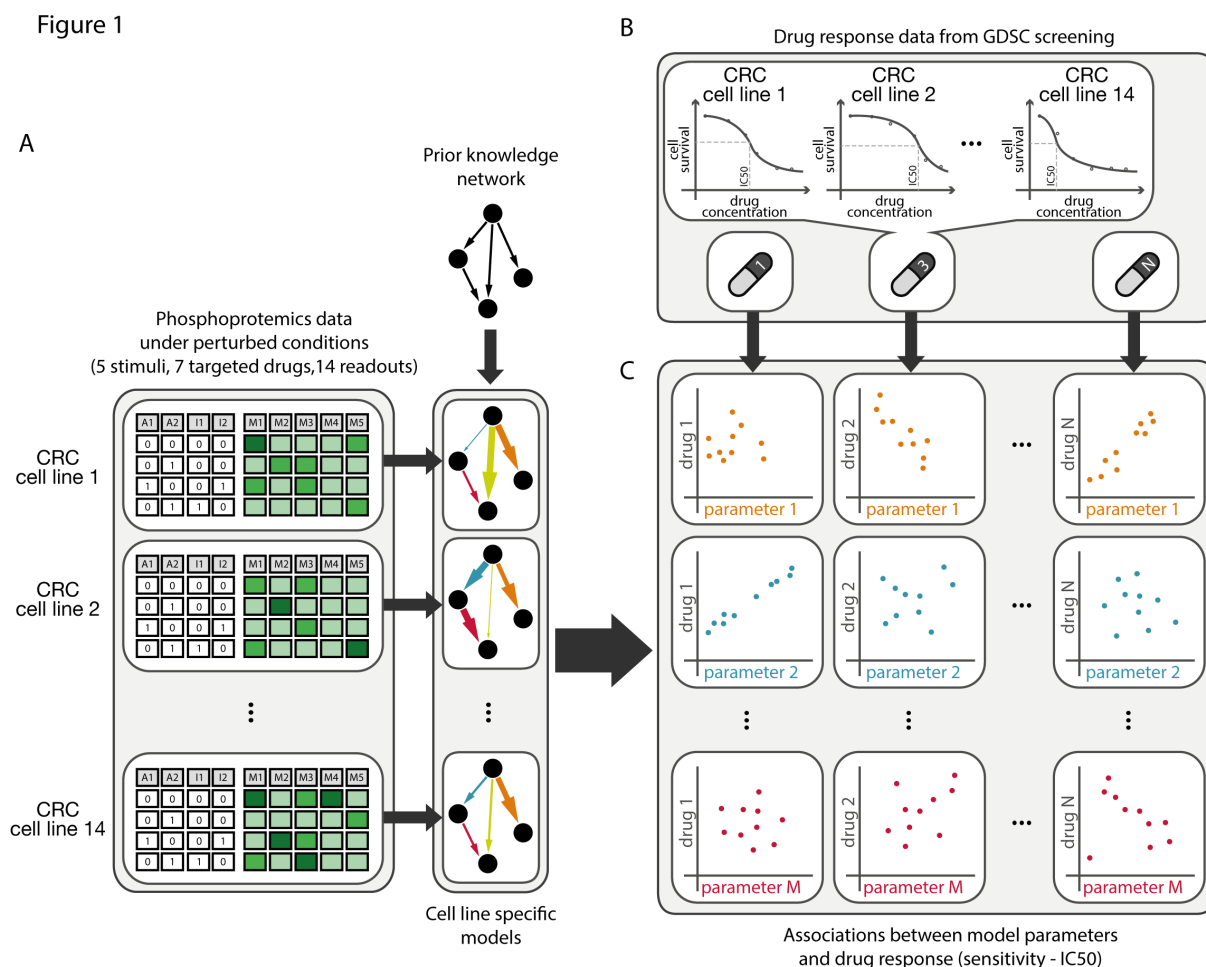 Figure 1
A
Prior knowledge
network
Phosphoprotemics data
under perturbed conditions
(5 stimuli, 7 targeted drugs,14 readouts)
CRC
cell line 1
A1 A2 I1 I2 M1 M2 M3 M4 M5
0 0 0 0
0 1 0 0
1 0 0 1
0 1 1 0
CRC
cell line 2
A1 A2 I1 I2 M1 M2 M3 M4 M5
0 0 0 0
0 1 0 0
1 0 0 1
0 1 1 0
CRC
cell line 14
A1 A2 I1 I2 M1 M2 M3 M4 M5
0 0 0 0
0 1 0 0
1 0 0 1
0 1 1 0
Cell line specific
models
B
Drug response data from GDSC screening
CRC
cell line 1
cell
survival
IC50
drug
concentration
CRC
cell line 2
cell
survival
IC50
drug
concentration
CRC
cell line 14
cell
survival
IC50
drug
concentration
1
3
N
C
drug 1
parameter 1
drug 2
parameter 1
drug N
parameter 1
drug 1
parameter 2
drug 2
parameter 2
drug N
parameter 2
drug 1
parameter M
drug 2
parameter M
drug N
parameter M
Associations between model parameters
and drug response (sensitivity - IC50)